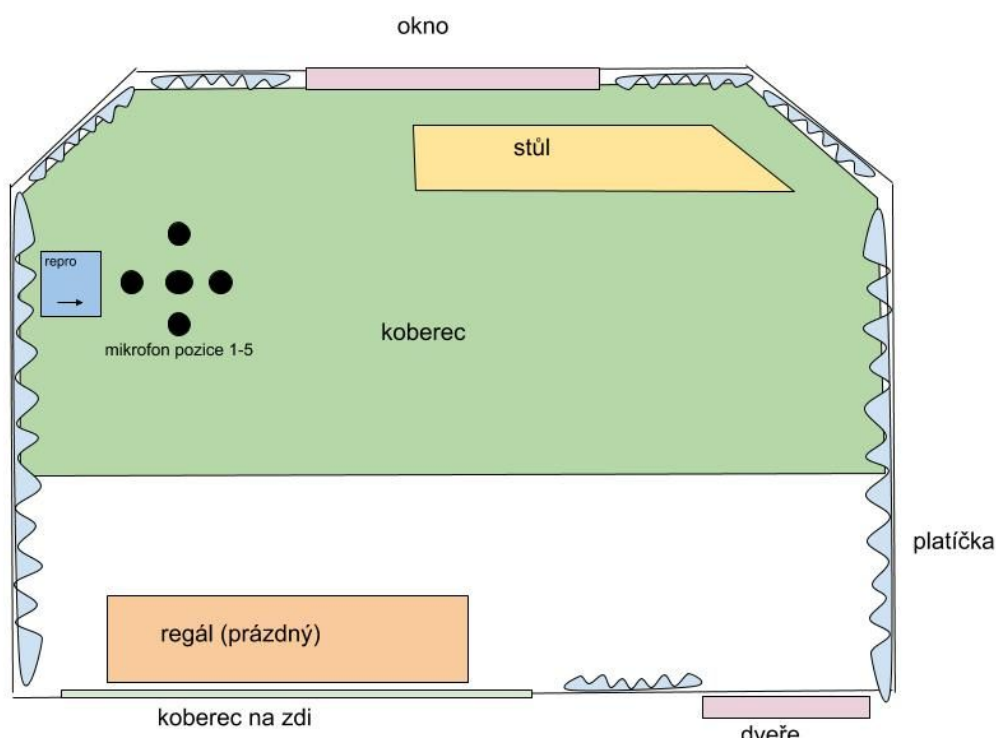 okno
stůl
repro
koberec
mikrofon pozice 1-5
platíčka
regál (prázdný)
koberec na zdi
dveře